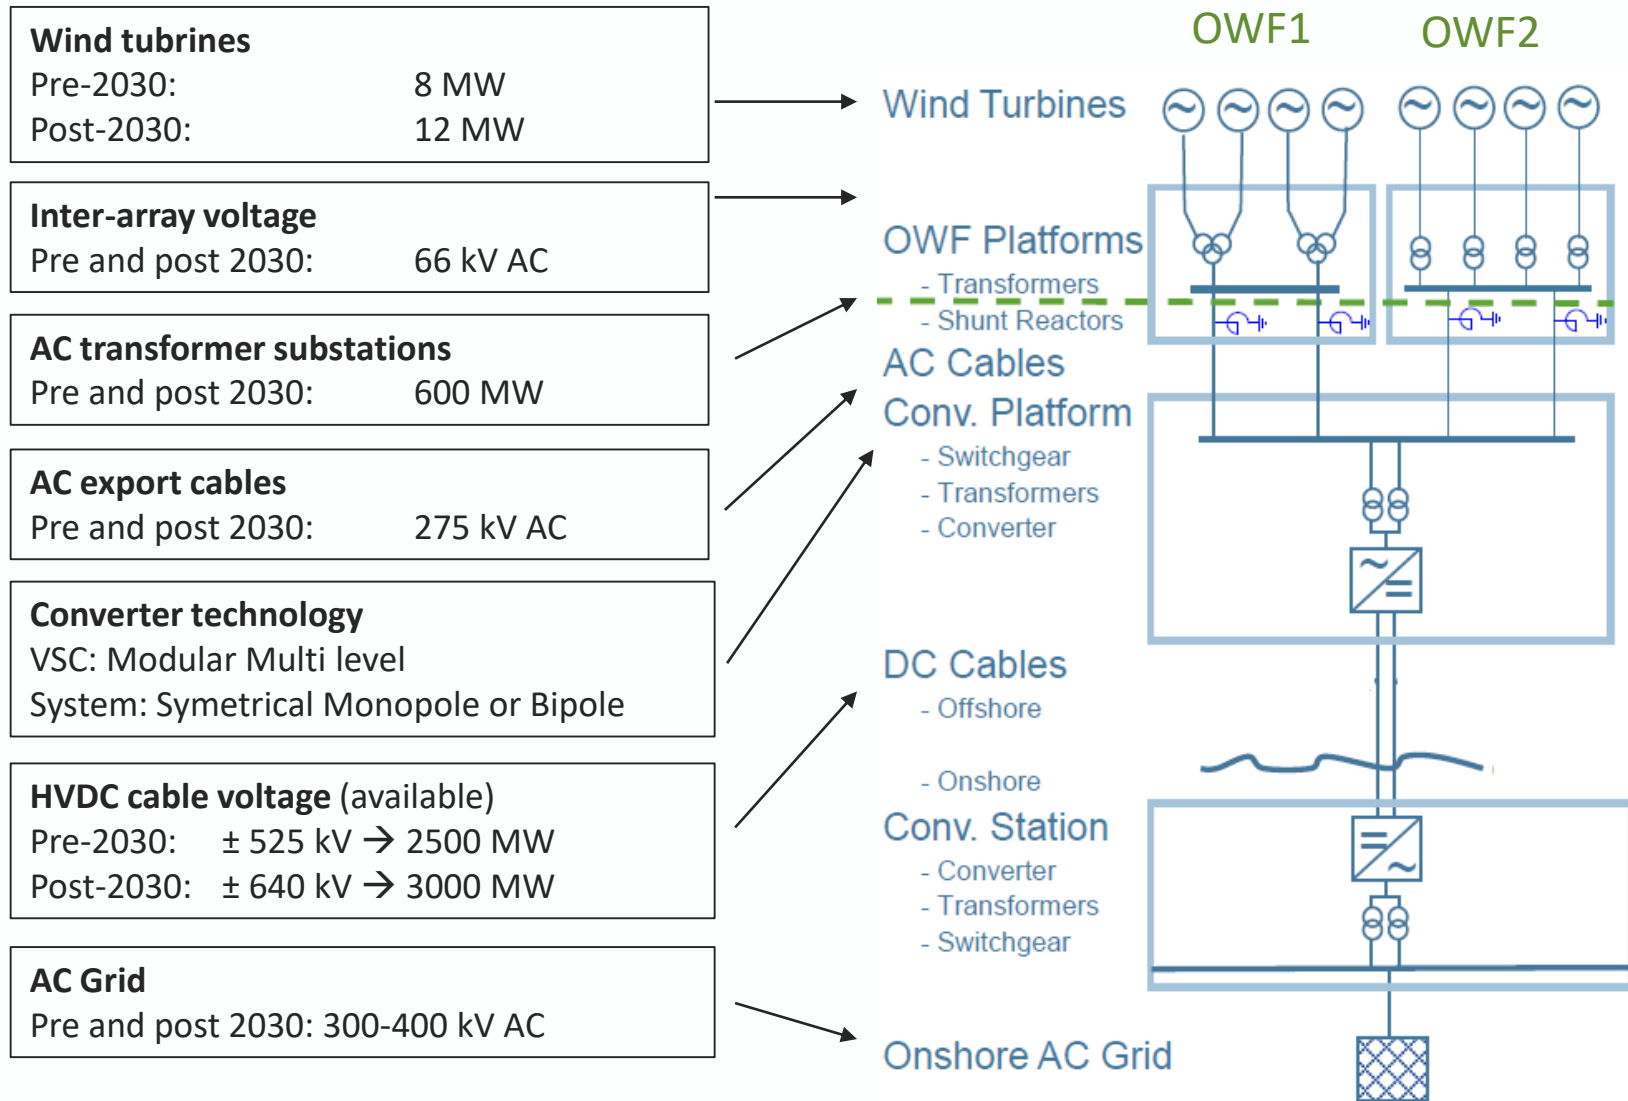 Wind tubrines
Pre-2030: 8 MW
Post-2030: 12 MW
Inter-array voltage
Pre and post 2030: 66 kV AC
AC transformer substations
Pre and post 2030: 600 MW
AC export cables
Pre and post 2030: 275 kV AC
Converter technology
VSC: Modular Multi level
System: Symetrical Monopole or Bipole
HVDC cable voltage (available)
Pre-2030: ± 525 kV → 2500 MW
Post-2030: ± 640 kV → 3000 MW
AC Grid
Pre and post 2030: 300-400 kV AC
OWF1 OWF2
Wind Turbines
OWF Platforms
- Transformers
- Shunt Reactors
AC Cables
Conv. Platform
- Switchgear
- Transformers
- Converter
DC Cables
- Offshore
- Onshore
Conv. Station
- Converter
- Transformers
- Switchgear
Onshore AC Grid